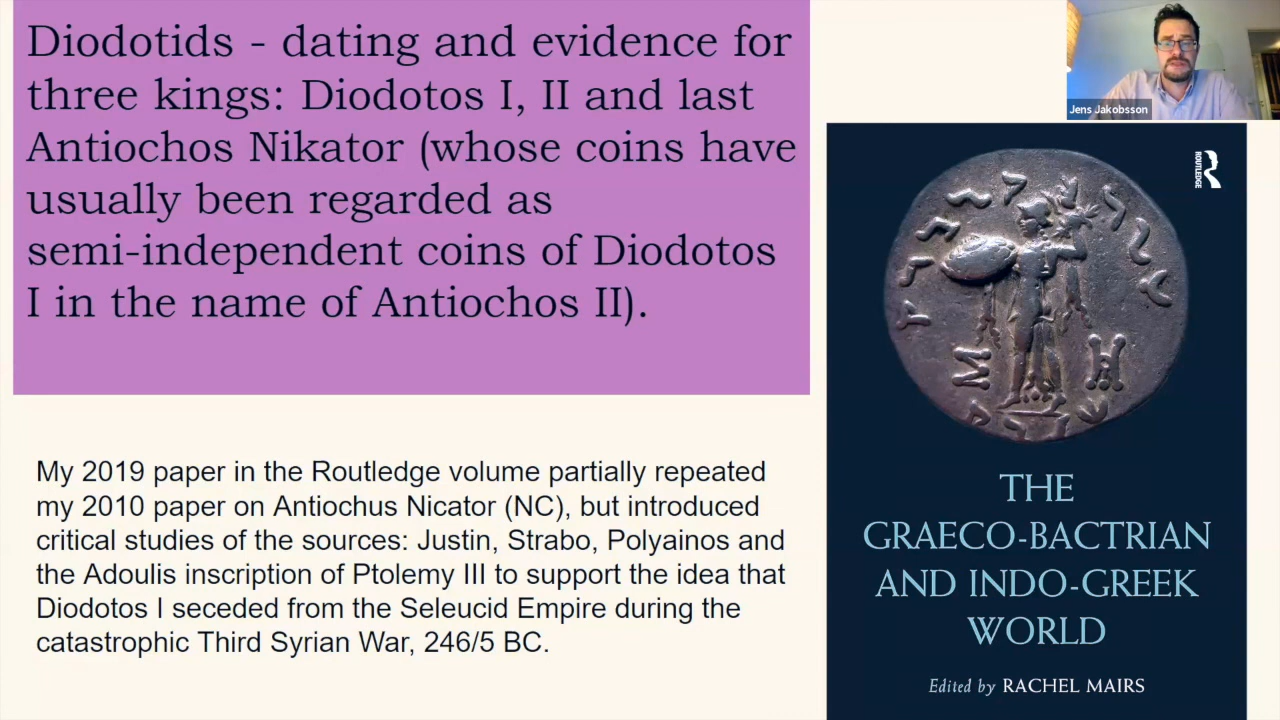 Diodotids - dating and evidence for
three kings: Diodotos I, II and last
Antiochos Nikator (whose coins have
usually been regarded as
semi-independent coins of Diodotos
I in the name of Antiochos II).
My 2019 paper in the Routledge volume partially repeated
my 2010 paper on Antiochus Nicator (NC), but introduced
critical studies of the sources: Justin, Strabo, Polyainos and
the Adoulis inscription of Ptolemy III to support the idea that
Diodotos I seceded from the Seleucid Empire during the
catastrophic Third Syrian War, 246/5 BC.
Jens Jakobsson
ROUTLEDGE
THE
GRAECO-BACTRIAN
AND INDO-GREEK
WORLD
Edited by RACHEL MAIRS